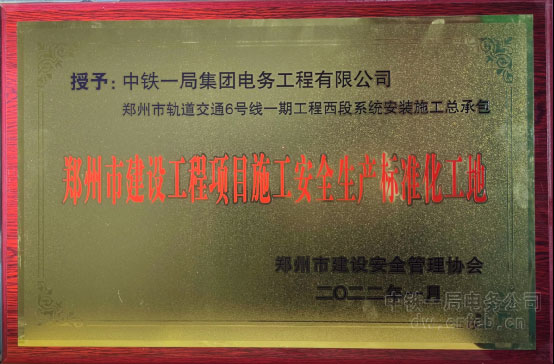 授予：中铁一局集团电务工程有限公司
郑州市轨道交通6号线一期工程西段系统安装施工总承包
郑州市建设工程项目施工安全生产标准化工地
郑州市建设安全管理协会
二〇二二年一月
中铁一局电务公司